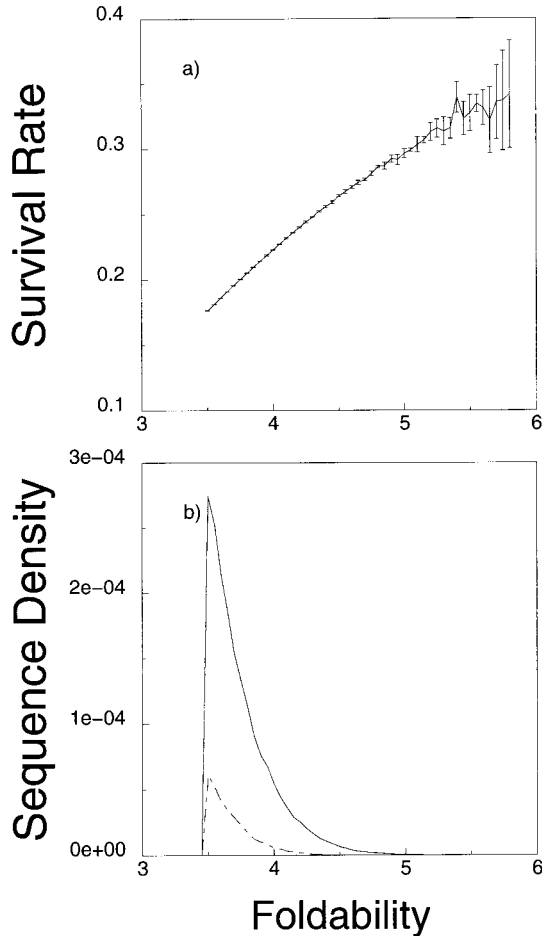 0.4
a)
0.3
0.2
0.1
Survival Rate
3
4
5
6
3e−04
b)
2e−04
1e−04
0e+00
Sequence Density
3
4
5
6
Foldability